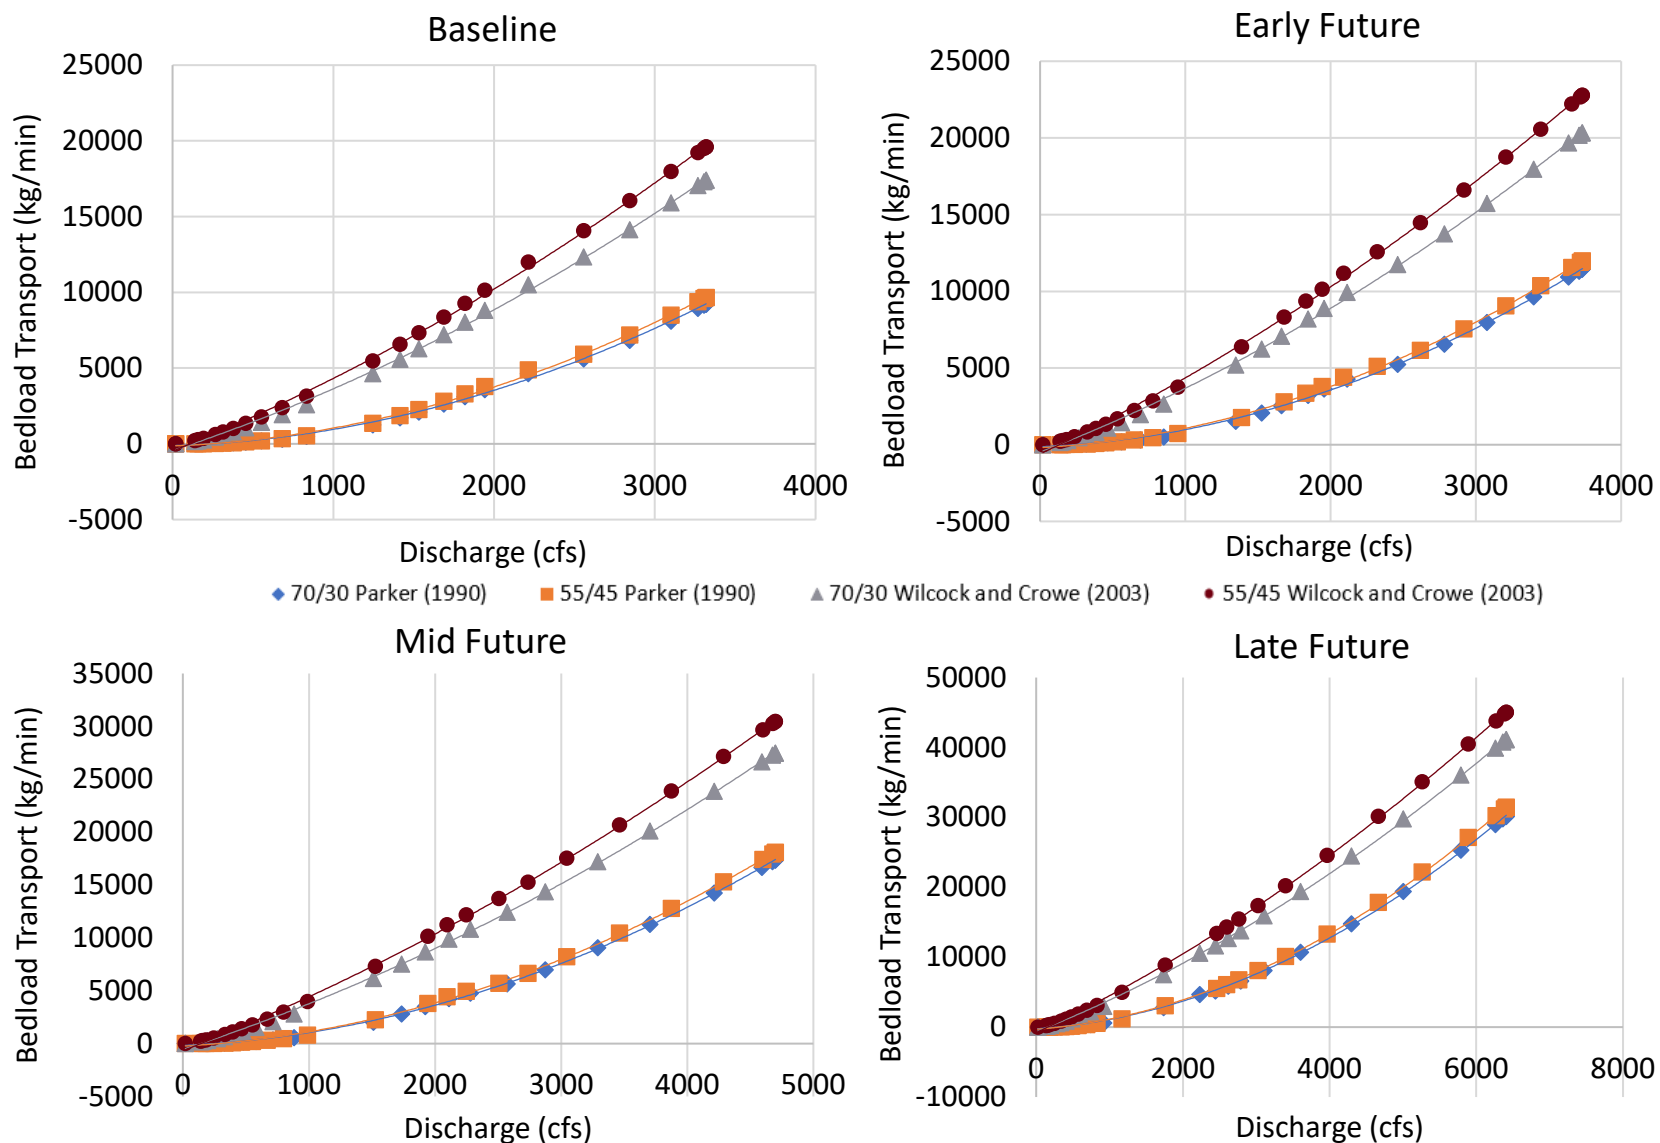 Baseline
Bedload Transport (kg/min)
25000
20000
15000
10000
5000
0
-5000
0 1000 2000 3000 4000
Discharge (cfs)
Early Future
Bedload Transport (kg/min)
25000
20000
15000
10000
5000
0
-5000
0 1000 2000 3000 4000
Discharge (cfs)
70/30 Parker (1990) 55/45 Parker (1990) 70/30 Wilcock and Crowe (2003) 55/45 Wilcock and Crowe (2003)
Mid Future
Bedload Transport (kg/min)
35000
30000
25000
20000
15000
10000
5000
0
-5000
0 1000 2000 3000 4000 5000
Discharge (cfs)
Late Future
Bedload Transport (kg/min)
50000
40000
30000
20000
10000
0
-10000
0 2000 4000 6000 8000
Discharge (cfs)